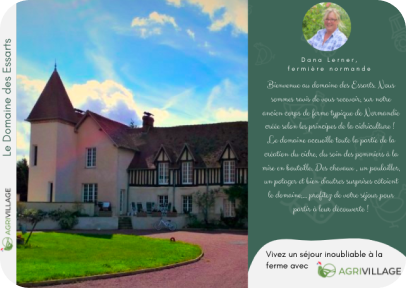 AGRIVILLAGE
Le Domaine des Essarts
AGRIVILLAGE
Dana Lerner,
fermière normande
Bienvenue au domaine des Essarts. Nous
sommes ravis de vous recevoir, sur notre
ancien corps de ferme typique de Normandie
créée selon les principes de la cidriculture !
Le domaine accueille toute la partie de la
création du cidre, du soin des pommiers à la
mise en bouteille. Des chevaux, un poulailler,
un potager et bien d'autres surprises côtoient
le domaine... profitez de votre séjour pour
partir à leur découverte !
Vivez un séjour inoubliable à la
ferme avec AGRIVILLAGE